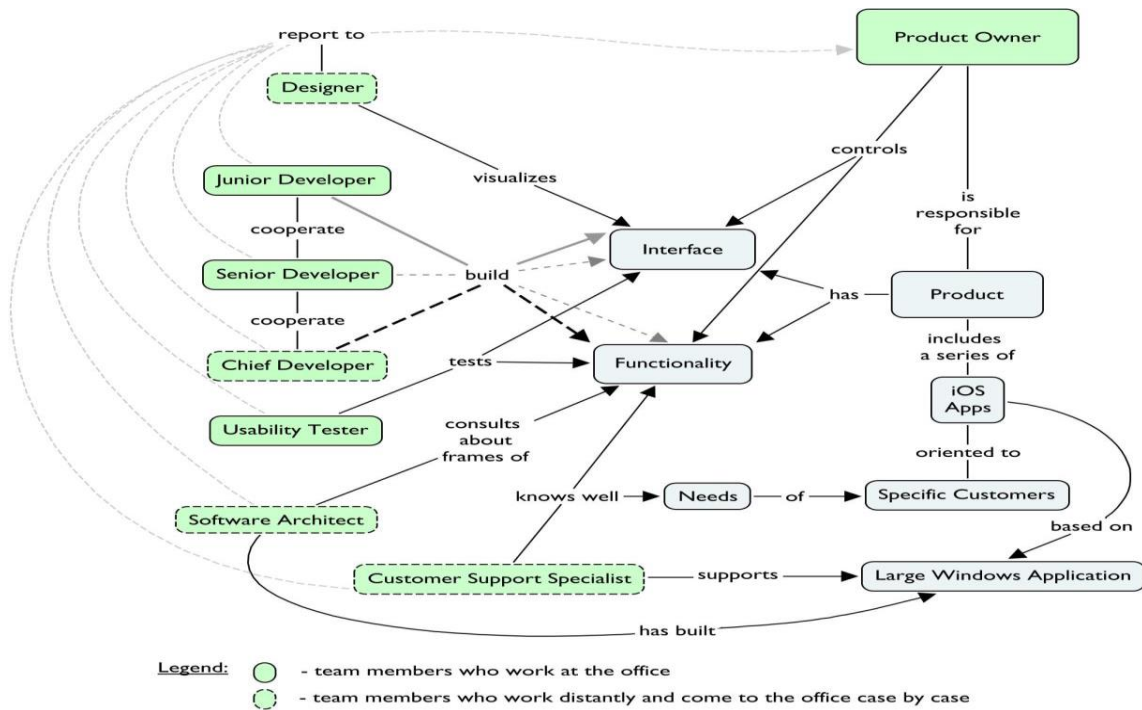 report to
Product Owner
Designer
controls
Junior Developer
visualizes
is
responsible
for
cooperate
Interface
Senior Developer
build
has
Product
cooperate
includes
a series of
Chief Developer
tests
Functionality
iOS
Apps
consults
about
frames of
Usability Tester
oriented to
knows well
Needs
of
Specific Customers
Software Architect
based on
Customer Support Specialist
supports
Large Windows Application
has built
Legend:
- team members who work at the office
- team members who work distantly and come to the office case by case